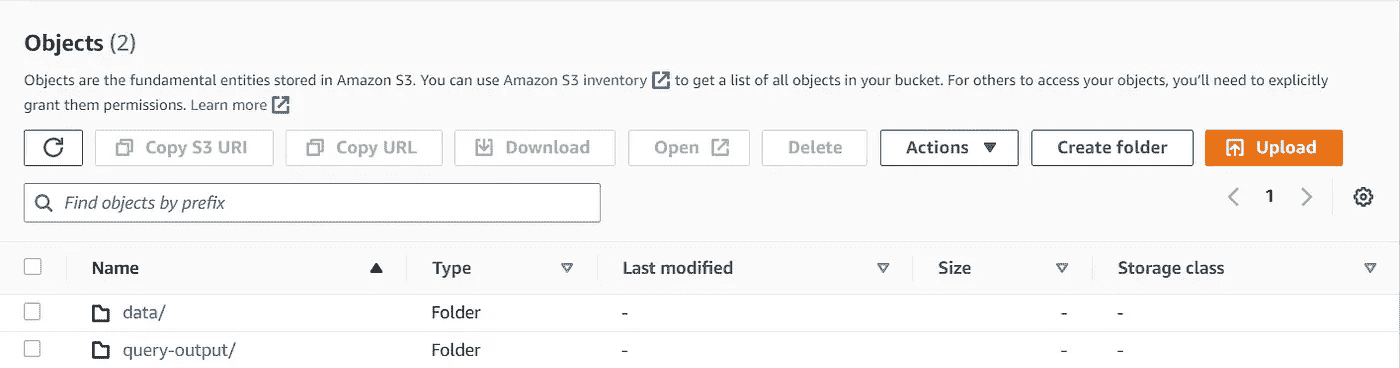 Objects (2)
Objects are the fundamental entities stored in Amazon S3. You can use Amazon S3 inventory to get a list of all objects in your bucket. For others to access your objects, you’ll need to explicitly
grant them permissions. Learn more
Copy S3 URI Copy URL Download Open Delete Actions Create folder Upload
Find objects by prefix 1
Name Type Last modified Size Storage class
data/ Folder - - -
query-output/ Folder - - -